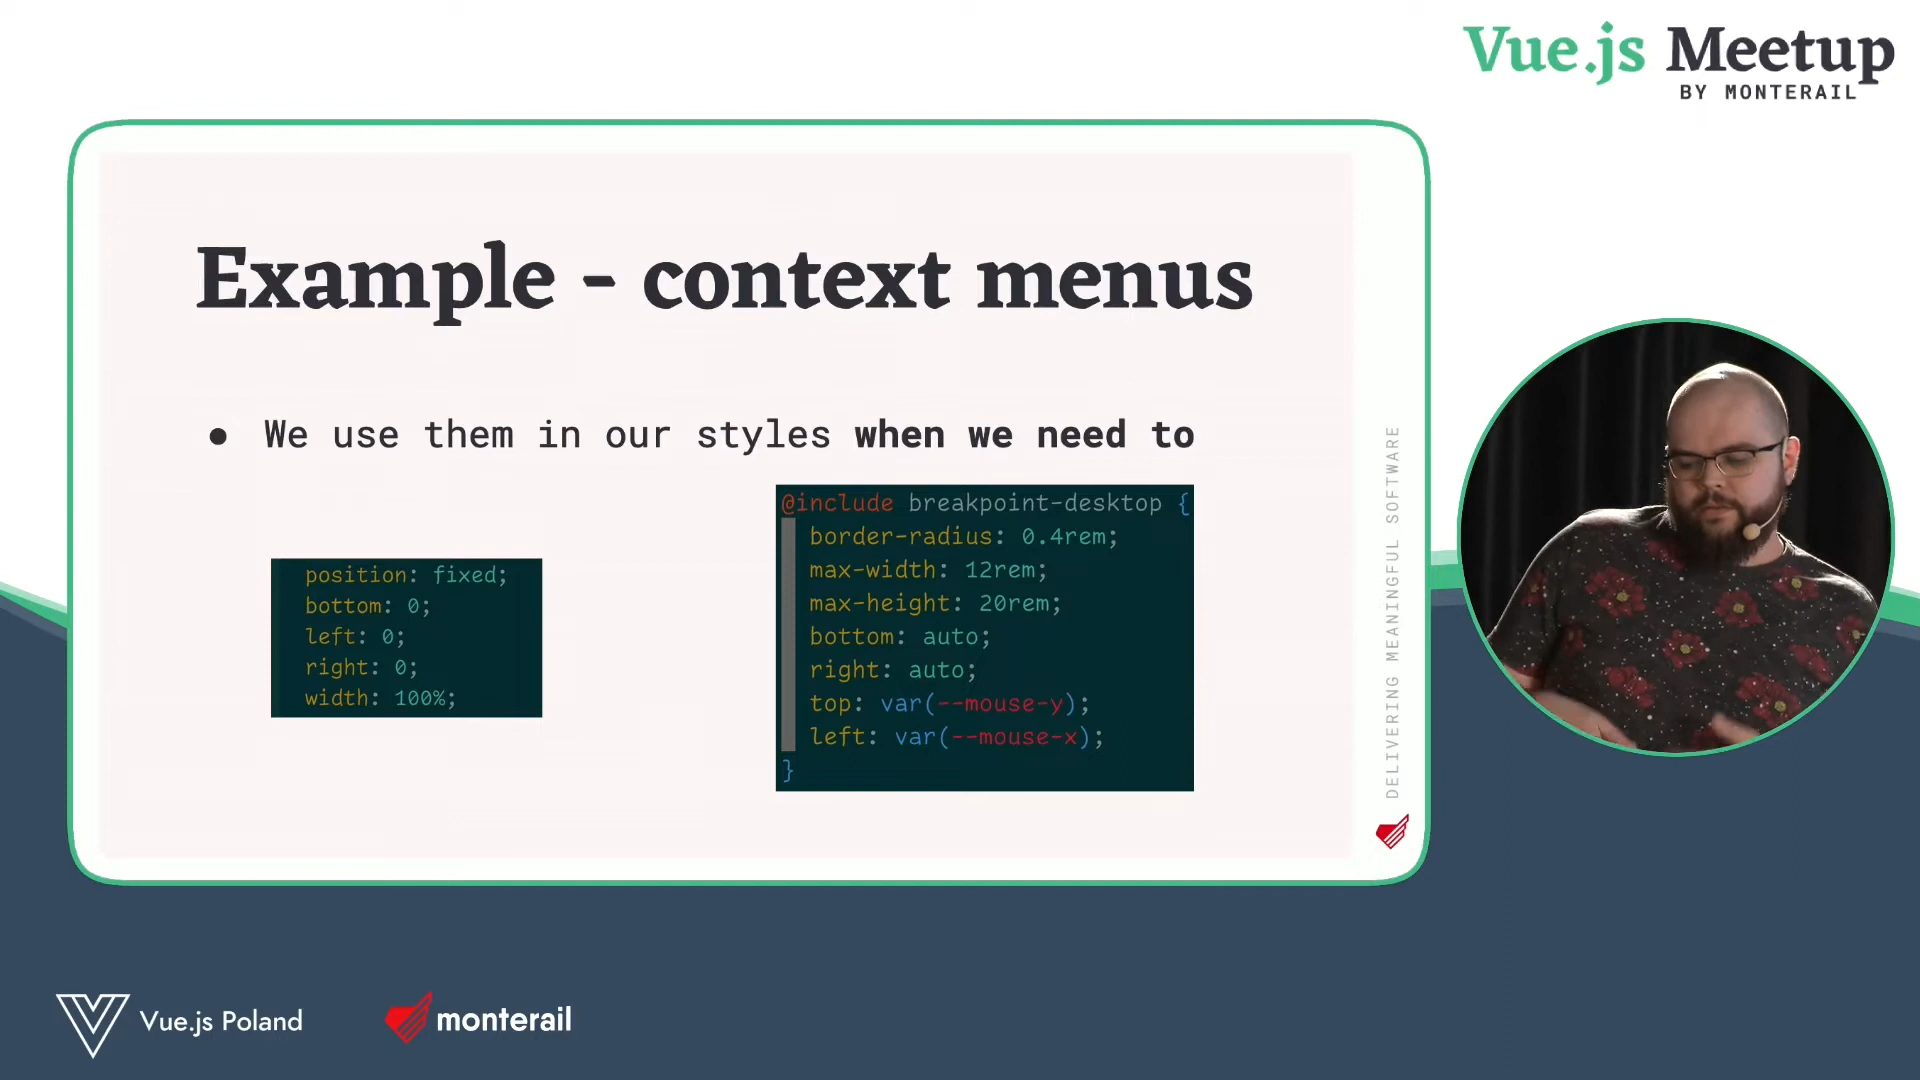 Vue.js Meetup
BY MONTERAIL
Example - context menus
● We use them in our styles when we need to
position: fixed;
bottom: 0;
left: 0;
right: 0;
width: 100%;
@include breakpoint-desktop {
border-radius: 0.4rem;
max-width: 12rem;
max-height: 20rem;
bottom: auto;
right: auto;
top: var(--mouse-y);
left: var(--mouse-x);
}
DELIVERING MEANINGFUL SOFTWARE
Vue.js Poland
monterail